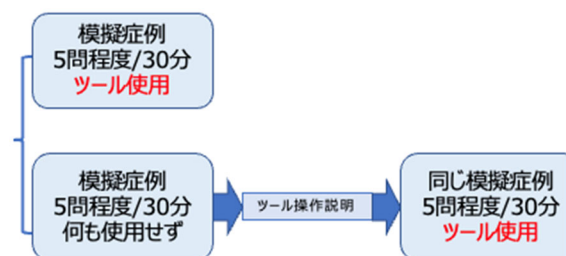 模擬症例
5問程度/30分
ツール使用
模擬症例
5問程度/30分
何も使用せず
ツール操作説明
同じ模擬症例
5問程度/30分
ツール使用